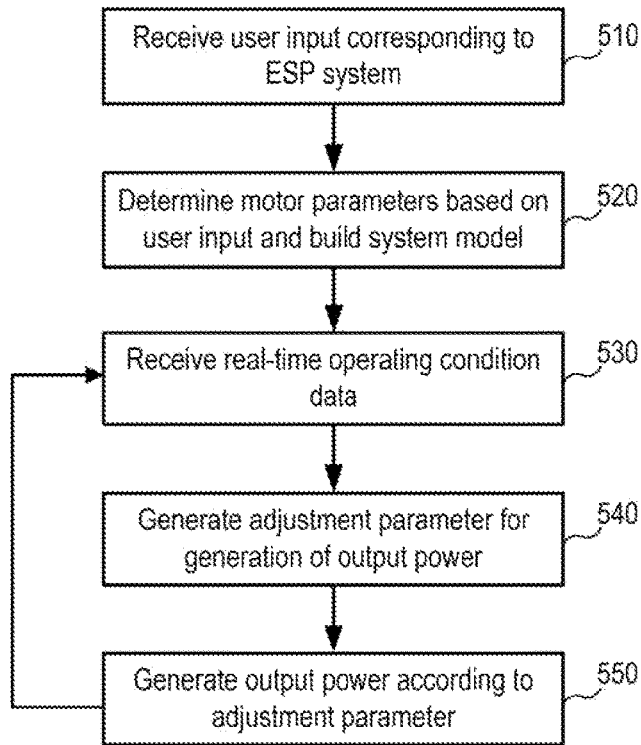 Receive user input corresponding to
ESP system
510
Determine motor parameters based on
user input and build system model
520
Receive real-time operating condition
data
530
Generate adjustment parameter for
generation of output power
540
Generate output power according to
adjustment parameter
550